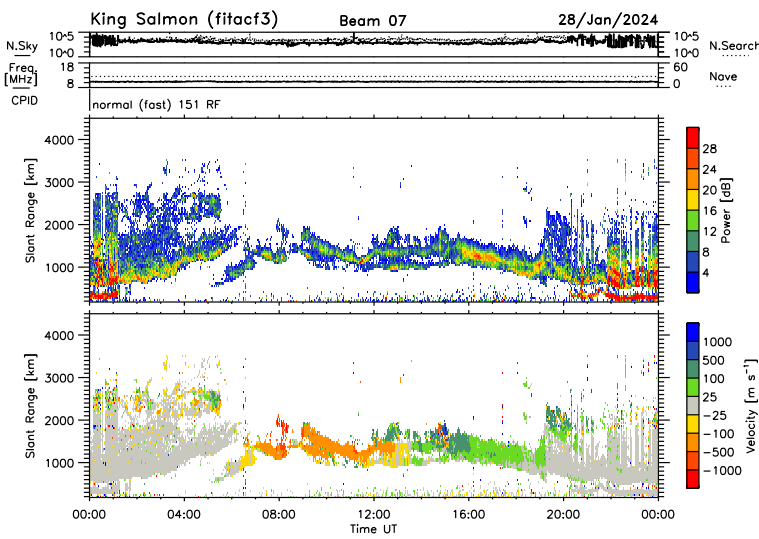 King Salmon (fitacf3) Beam 07 28/Jan/2024
N.Sky 10^5 10^0 10^5 10^0 N.Search
Freq. [MHz] 18 8 60 0 Nave
CPID normal (fast) 151 RF
Slant Range [km] 4000 3000 2000 1000
28 24 20 16 12 8 4 Power [dB]
Slant Range [km] 4000 3000 2000 1000
1000 500 100 25 −25 −100 −500 −1000 Velocity [m s⁻¹]
00:00 04:00 08:00 12:00 16:00 20:00 00:00
Time UT